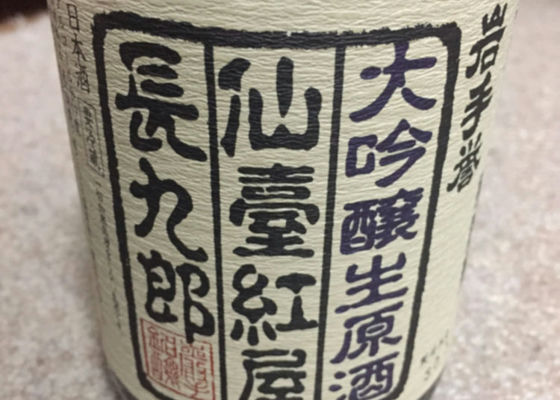 岩手誉
大吟醸生原酒
仙臺紅屋
長九郎
日本酒